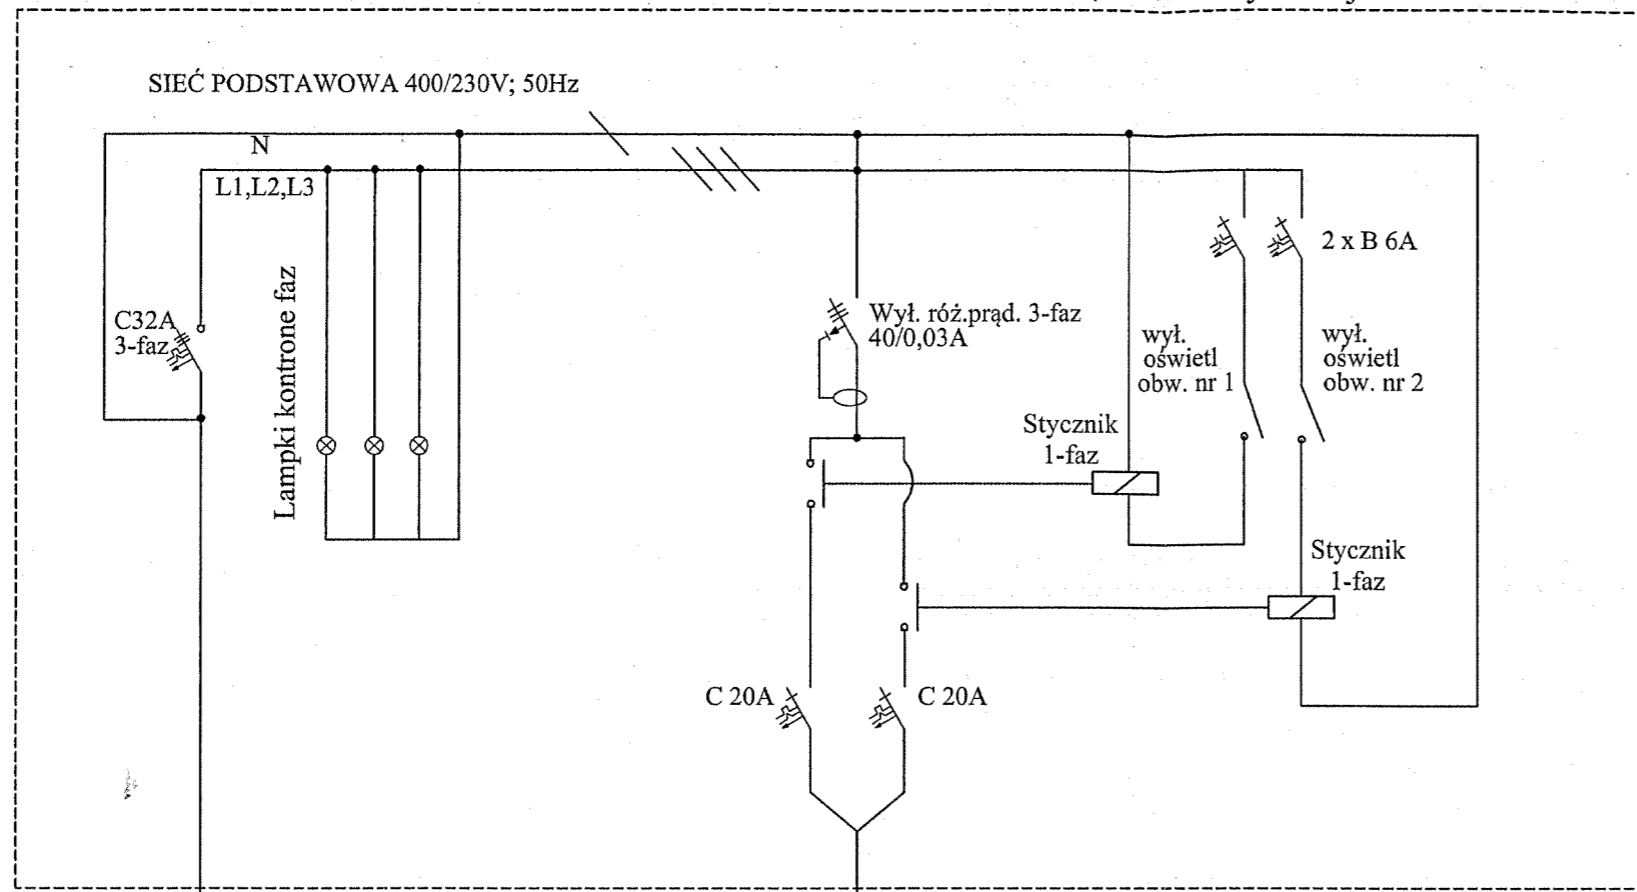 SIEĆ PODSTAWOWA 400/230V; 50Hz
N
L1,L2,L3
C32A
3-faz
Lampki kontrone faz
Wył. róż.prąd. 3-faz
40/0,03A
2 x B 6A
wył.
oświetl
obw. nr 1
wył.
oświetl
obw. nr 2
Stycznik
1-faz
Stycznik
1-faz
C 20A
C 20A